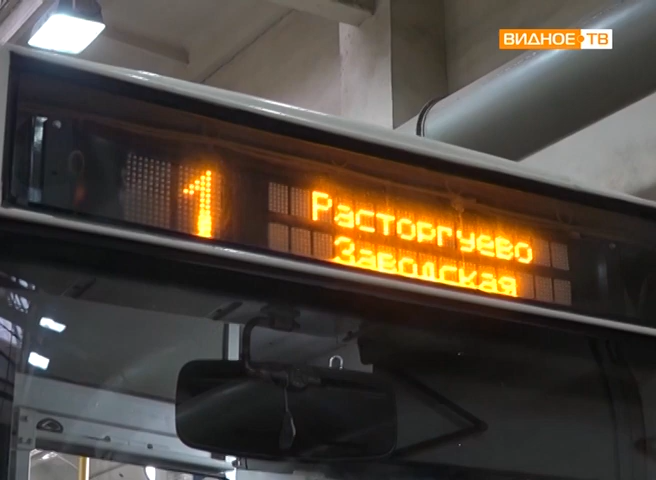 ВИДНОЕ ТВ
1
Расторгуево
Заводская